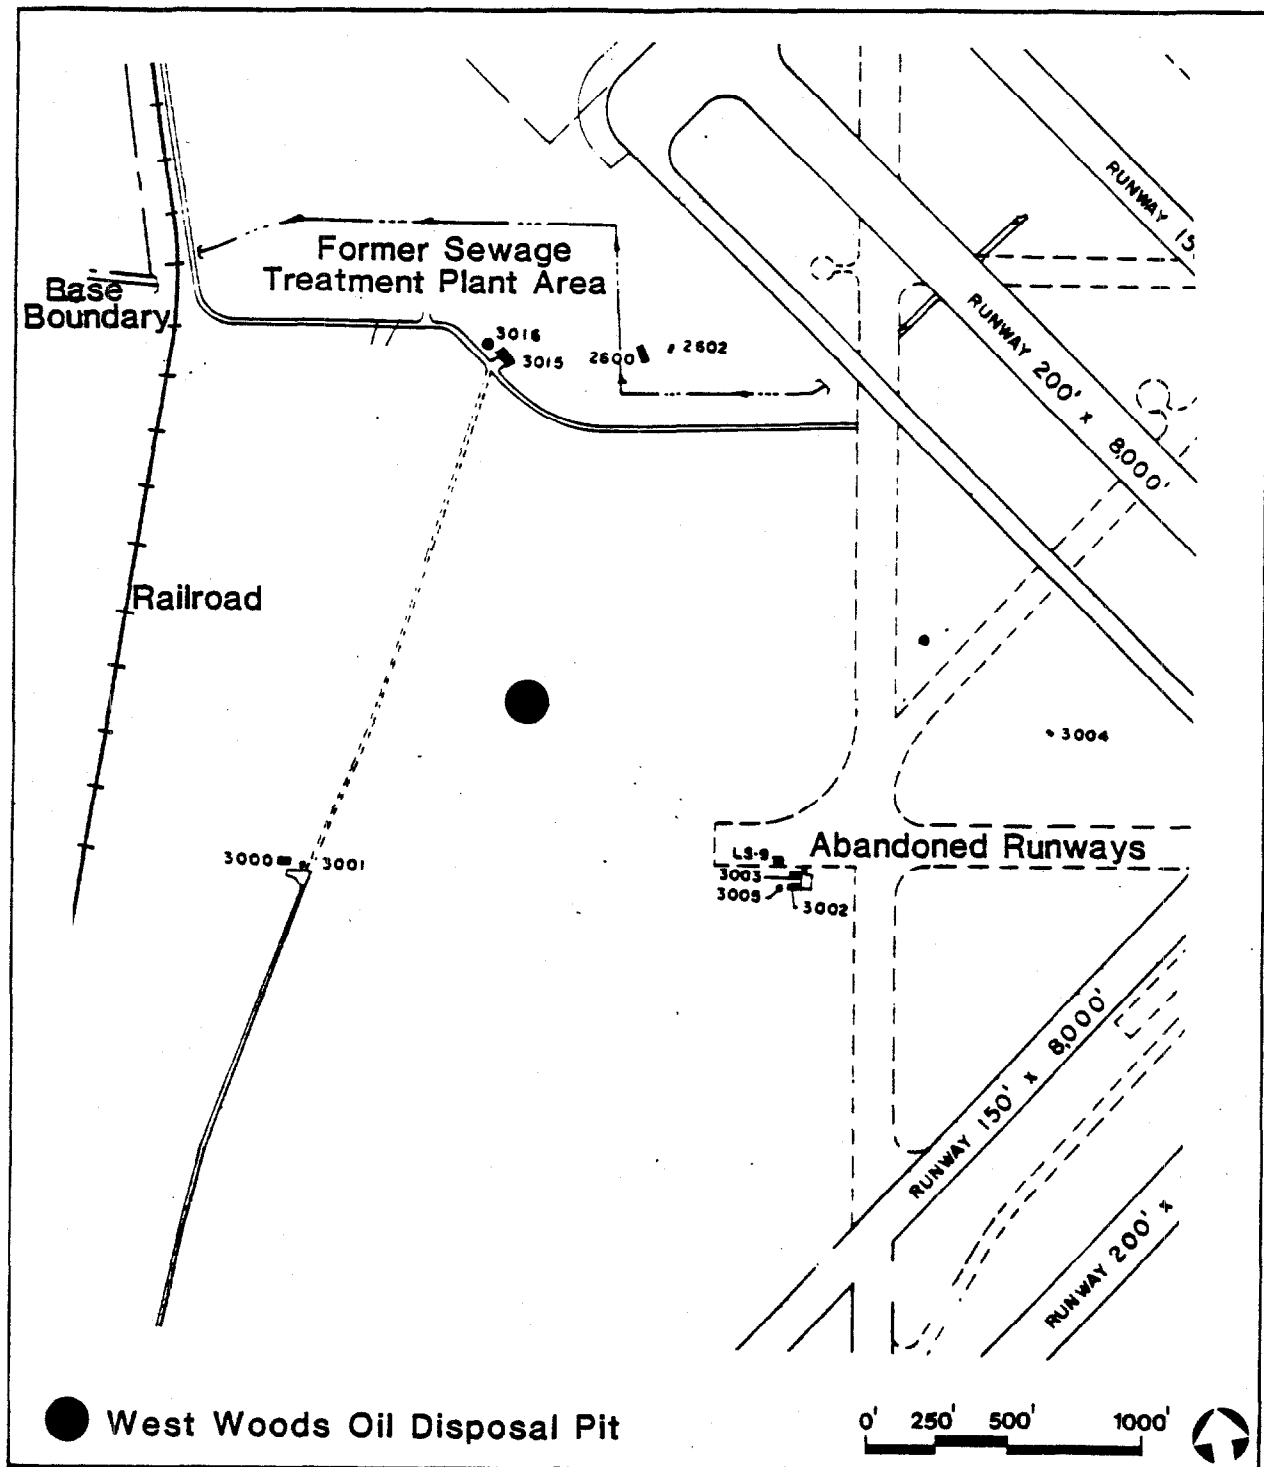 RUNWAY 15
Former Sewage
Treatment Plant Area
Base
Boundary
RUNWAY 200' x 8,000'
3016
3015
2600
2602
Railroad
3004
3000
3001
Abandoned Runways
LS-9
3003
3005
3002
RUNWAY 150' x 8,000'
RUNWAY 200' x
West Woods Oil Disposal Pit
0' 250' 500' 1000'